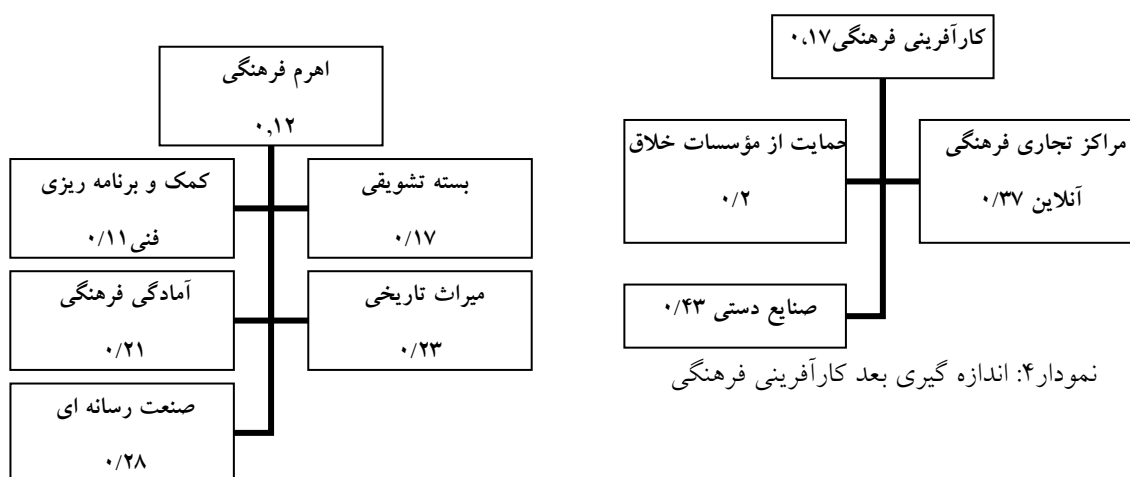 کارآفرینی فرهنگی۰،۱۷
مراکز تجاری فرهنگی
آنلاین ۰/۳۷
حمایت از مؤسسات خلاق
۰/۲
صنایع دستی ۰/۴۳
نمودار۴: اندازه گیری بعد کارآفرینی فرهنگی
اهرم فرهنگی
۰,۱۲
بسته تشویقی
۰/۱۷
کمک و برنامه ریزی
فنی۰/۱۱
میراث تاریخی
۰/۲۳
آمادگی فرهنگی
۰/۲۱
صنعت رسانه ای
۰/۲۸